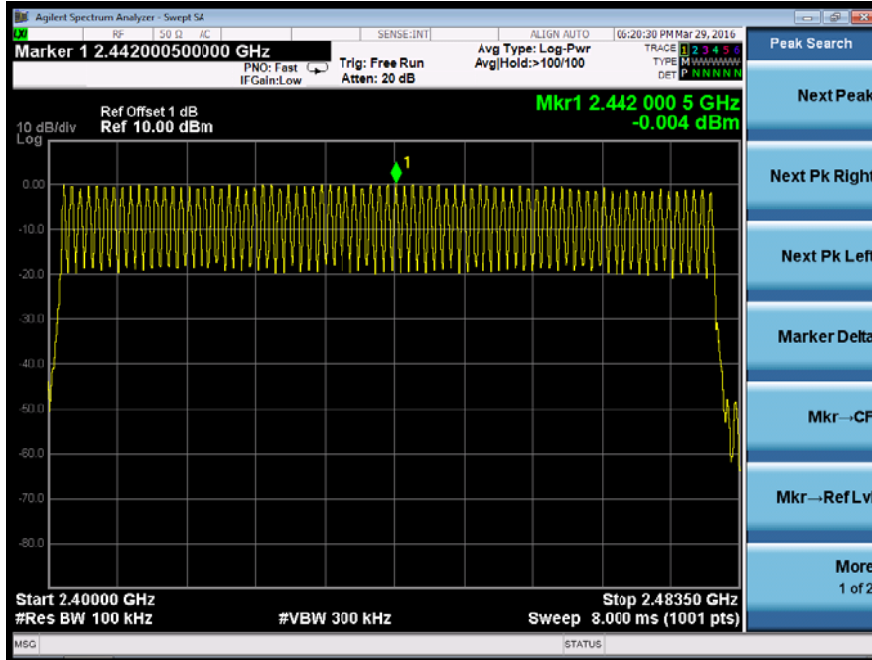 Agilent Spectrum Analyzer - Swept SA
LXI RF 50 Ω AC SENSE:INT ALIGN AUTO 06:20:30 PM Mar 29, 2016
Marker 1 2.442000500000 GHz
PNO: Fast
IFGain:Low
Trig: Free Run
Atten: 20 dB
Avg Type: Log-Pwr
Avg|Hold:>100/100
TRACE 1 2 3 4 5 6
TYPE M WWWWW
DET P N N N N N
Mkr1 2.442 000 5 GHz
-0.004 dBm
Ref Offset 1 dB
10 dB/div Ref 10.00 dBm
Log
1
0.00
-10.0
-20.0
-30.0
-40.0
-50.0
-60.0
-70.0
-80.0
Start 2.40000 GHz Stop 2.48350 GHz
#Res BW 100 kHz #VBW 300 kHz Sweep 8.000 ms (1001 pts)
MSG STATUS
Peak Search
Next Peak
Next Pk Right
Next Pk Left
Marker Delta
Mkr→CF
Mkr→Ref Lvl
More
1 of 2